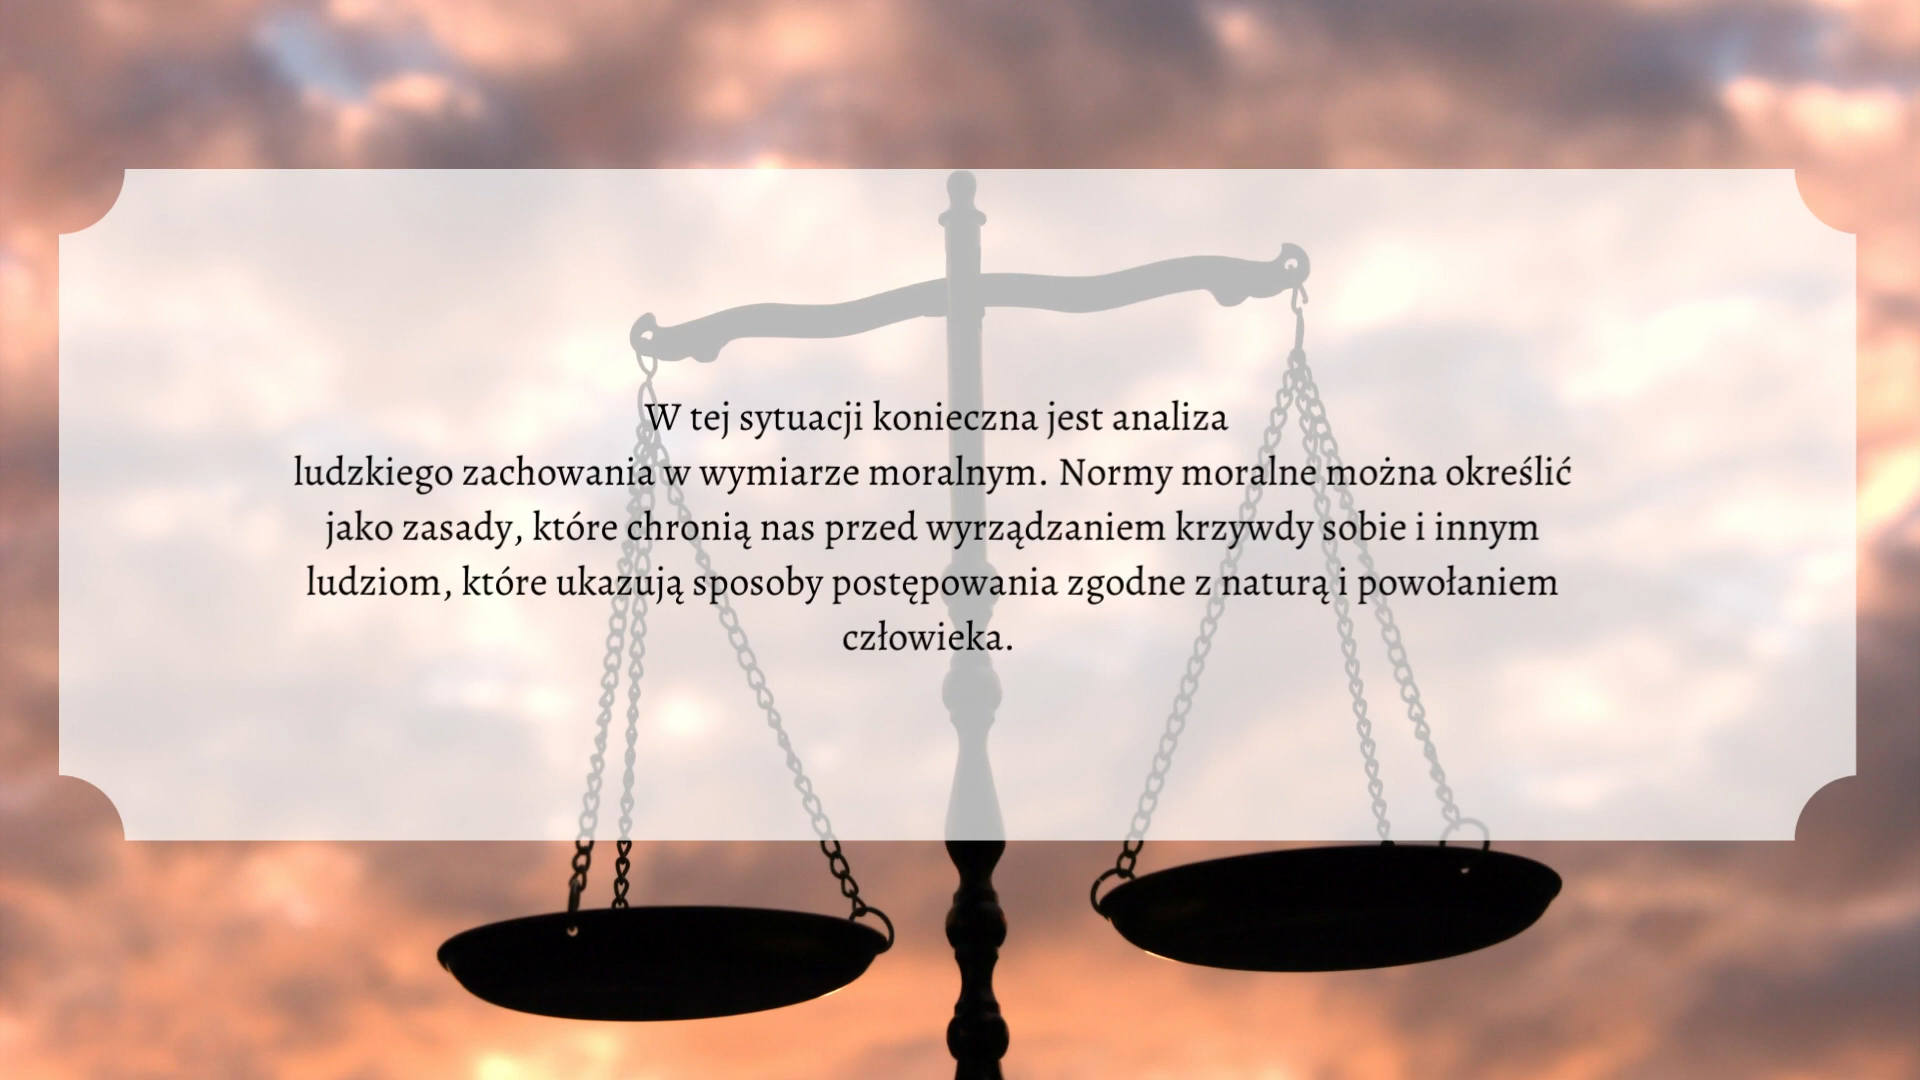 W tej sytuacji konieczna jest analiza
ludzkiego zachowania w wymiarze moralnym. Normy moralne można określić
jako zasady, które chronią nas przed wyrządzaniem krzywdy sobie i innym
ludziom, które ukazują sposoby postępowania zgodne z naturą i powołaniem
człowieka.